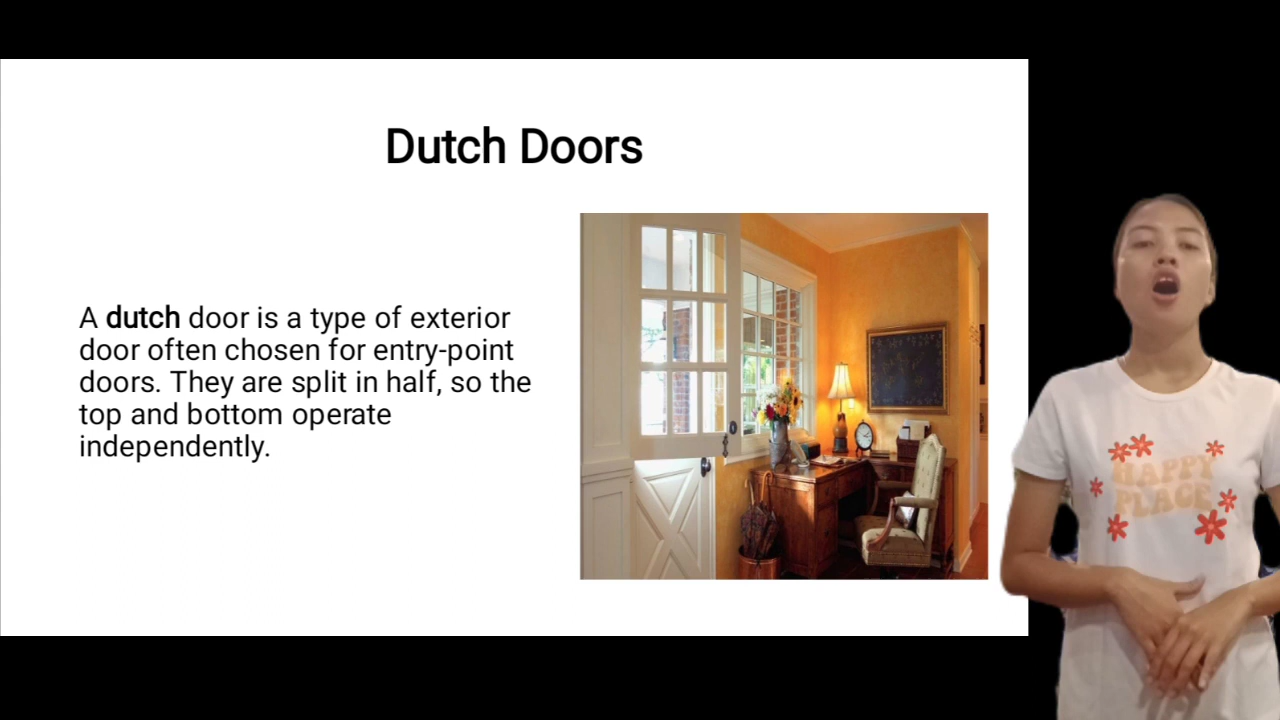 Dutch Doors
A dutch door is a type of exterior
door often chosen for entry-point
doors. They are split in half, so the
top and bottom operate
independently.
HAPPY
PLACE